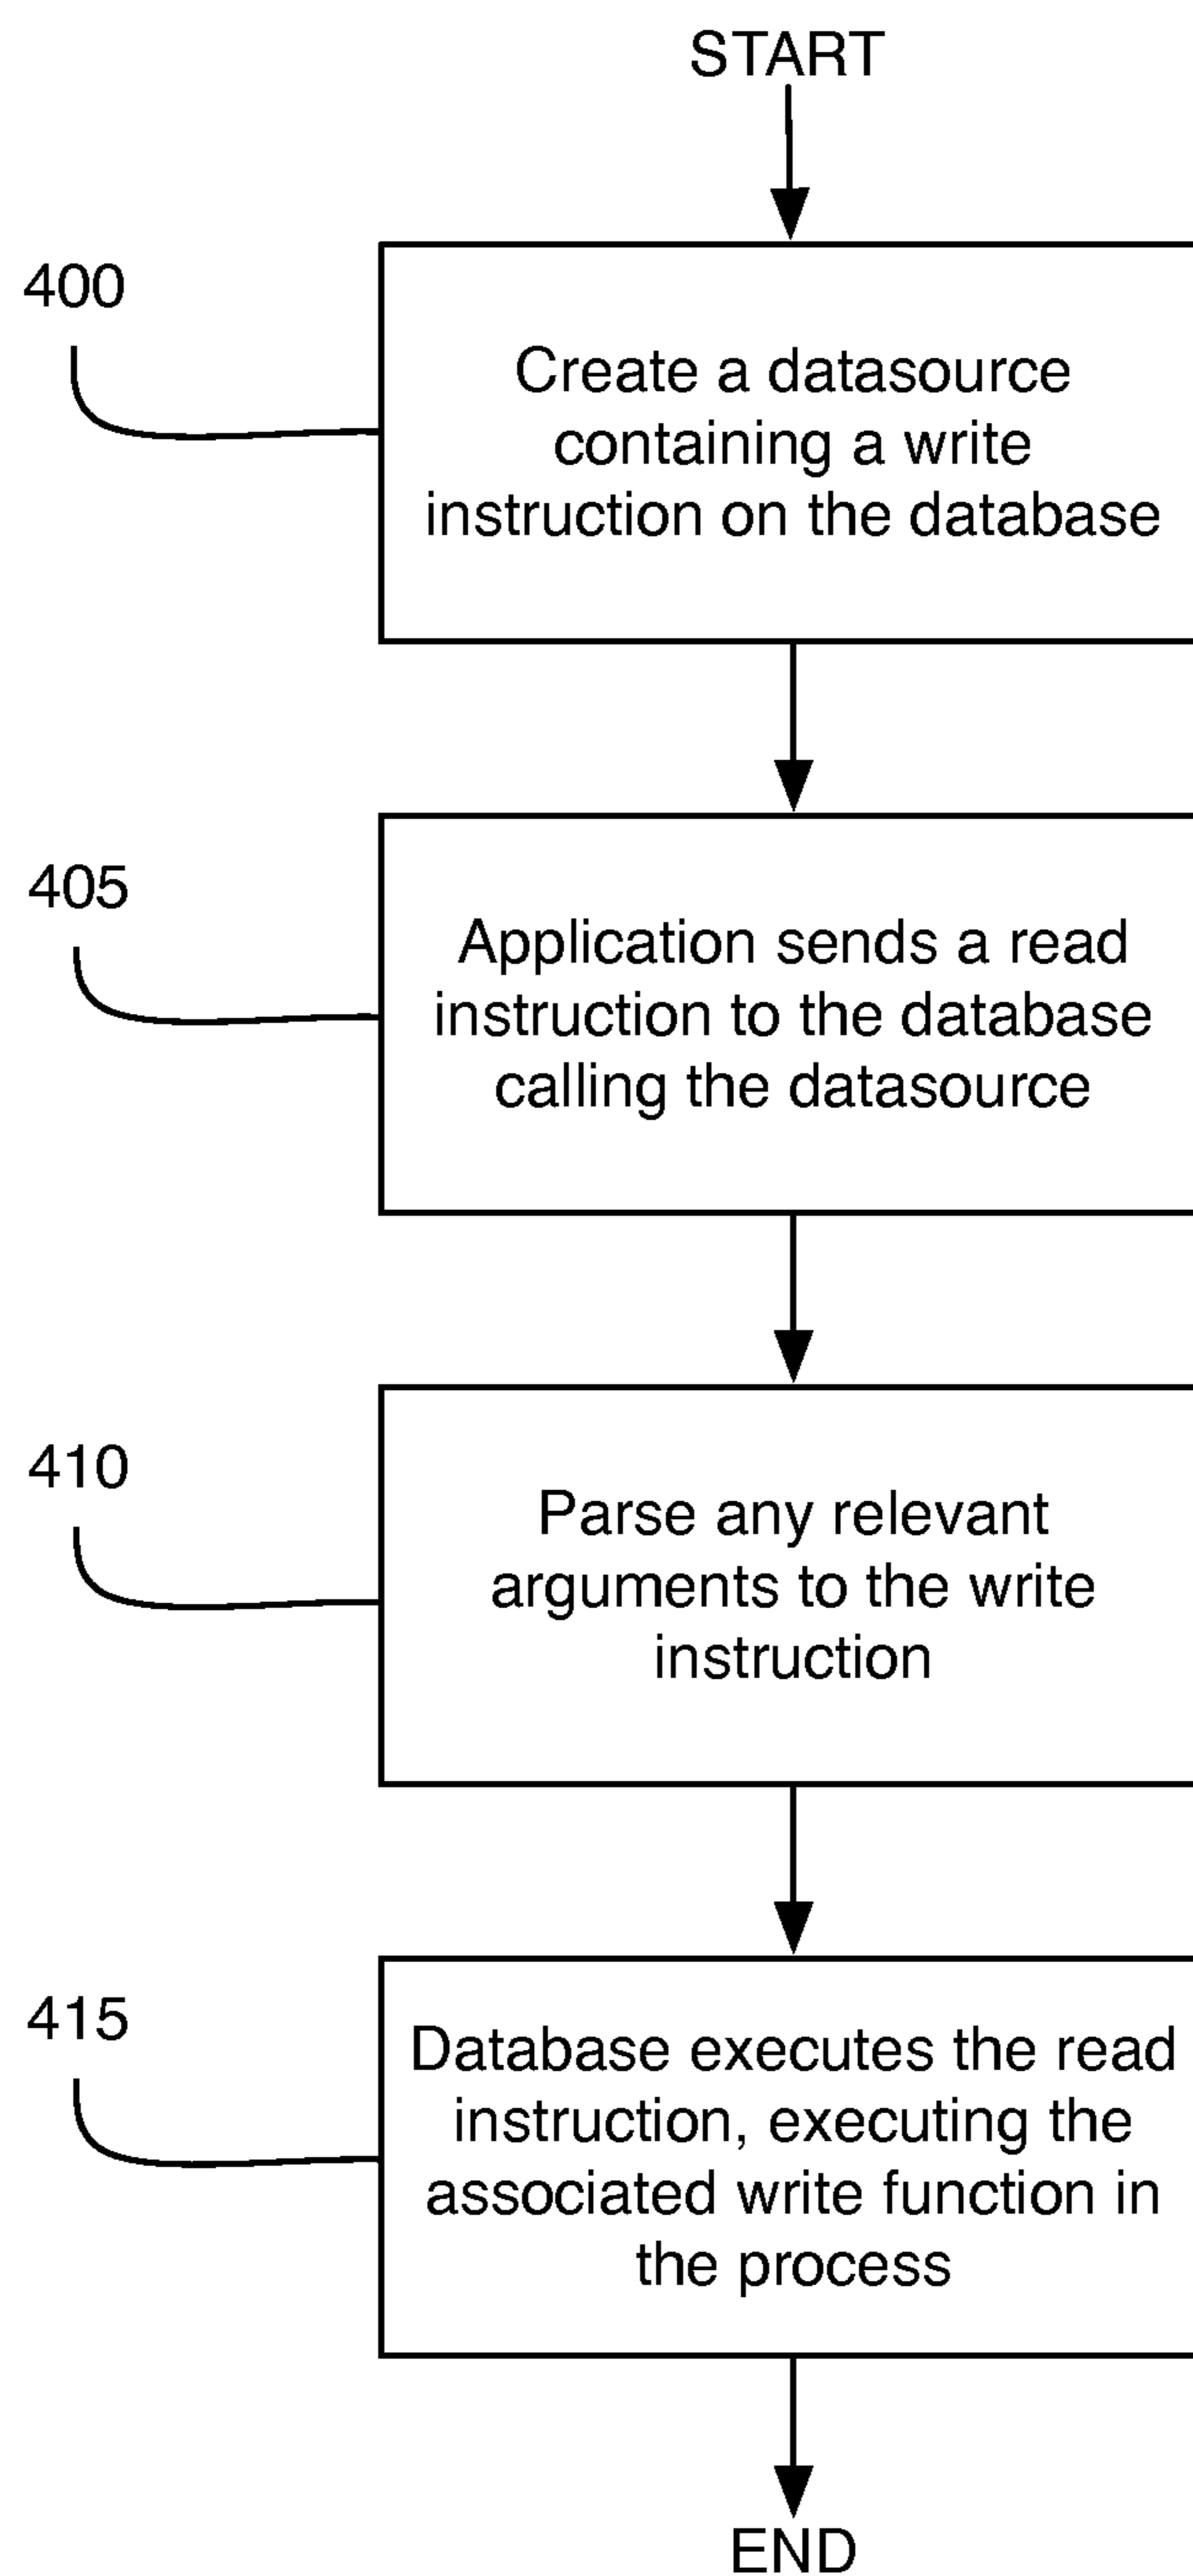 START
400
Create a datasource
containing a write
instruction on the database
405
Application sends a read
instruction to the database
calling the datasource
410
Parse any relevant
arguments to the write
instruction
415
Database executes the read
instruction, executing the
associated write function in
the process
END